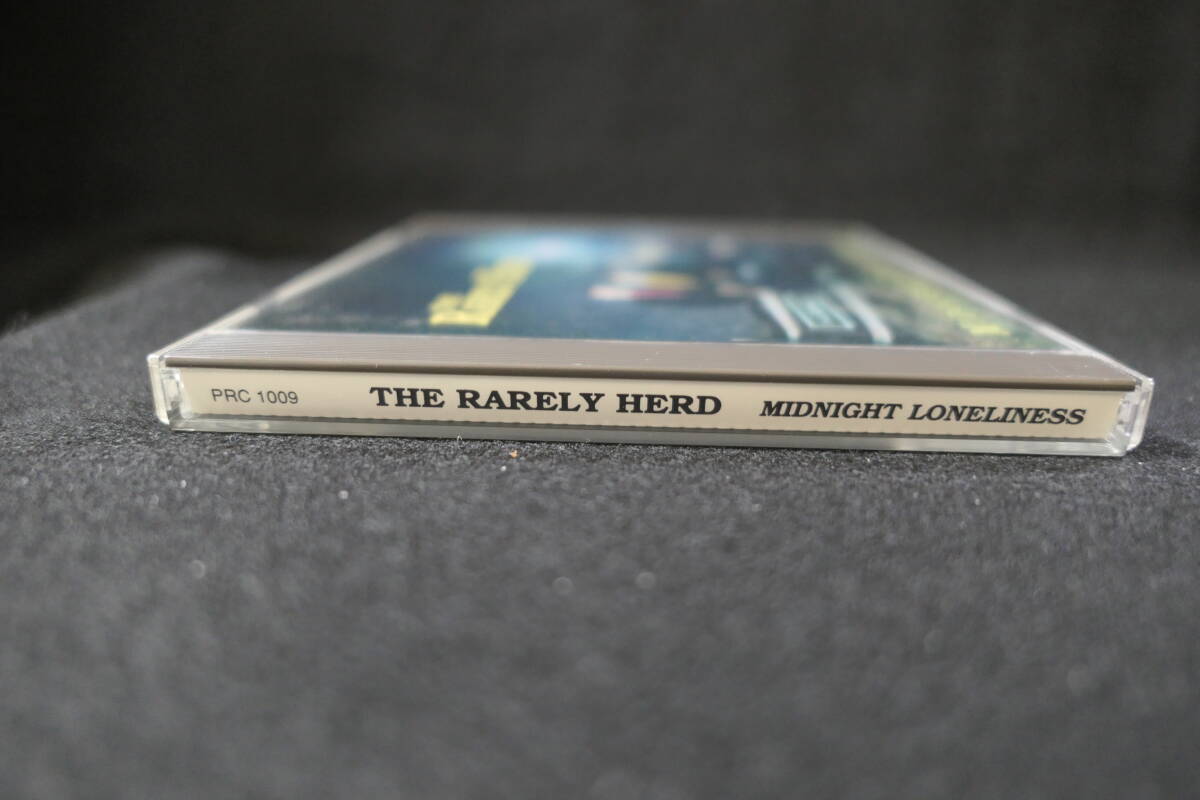 PRC 1009 THE RARELY HERD MIDNIGHT LONELINESS